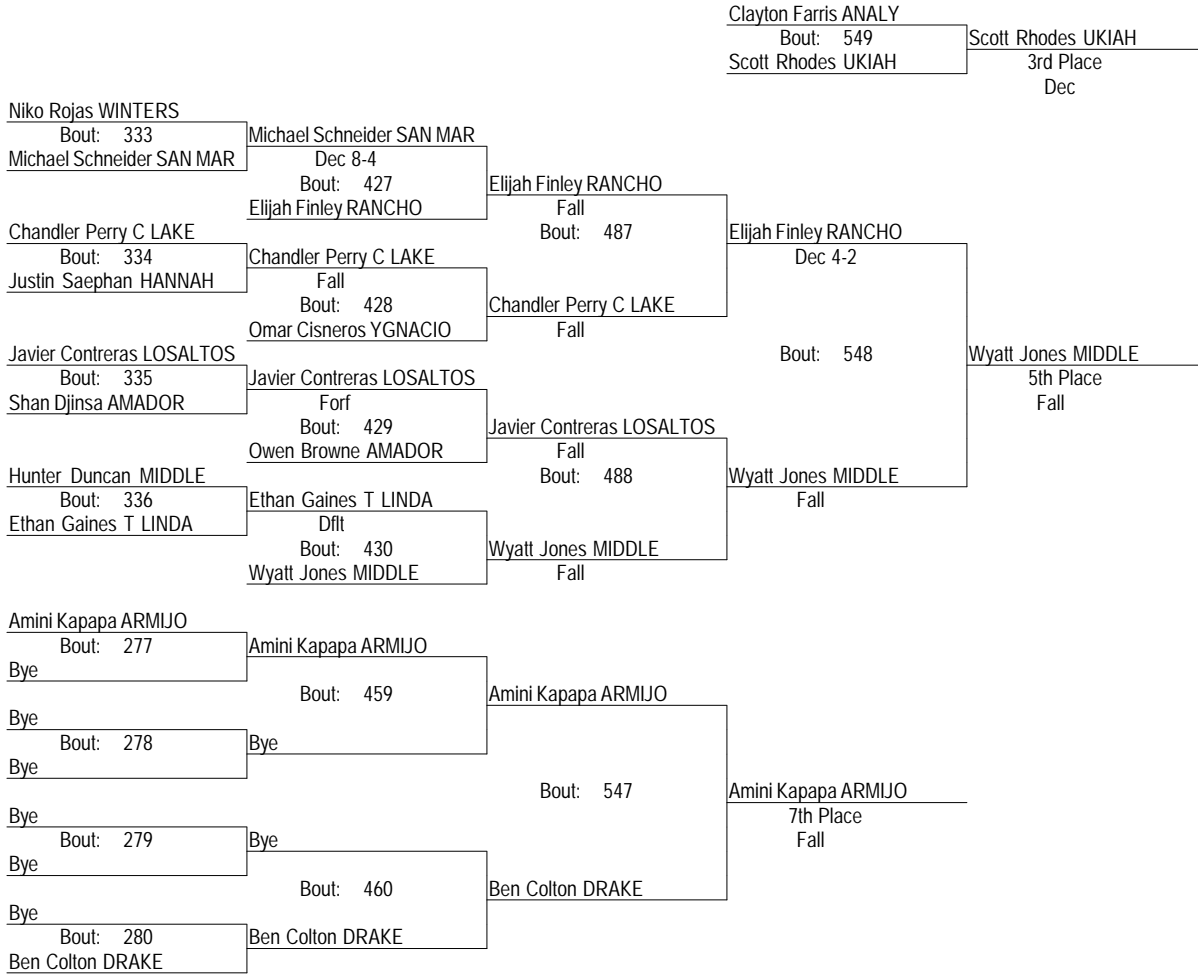 Clayton Farris ANALY
Bout: 549
Scott Rhodes UKIAH
Scott Rhodes UKIAH
3rd Place
Dec
Niko Rojas WINTERS
Bout: 333
Michael Schneider SAN MAR
Michael Schneider SAN MAR
Dec 8-4
Bout: 427
Elijah Finley RANCHO
Elijah Finley RANCHO
Fall
Bout: 487
Chandler Perry C LAKE
Bout: 334
Justin Saephan HANNAH
Chandler Perry C LAKE
Fall
Bout: 428
Omar Cisneros YGNACIO
Chandler Perry C LAKE
Fall
Elijah Finley RANCHO
Dec 4-2
Bout: 548
Javier Contreras LOSALTOS
Bout: 335
Shan Djinsa AMADOR
Javier Contreras LOSALTOS
Forf
Bout: 429
Owen Browne AMADOR
Javier Contreras LOSALTOS
Fall
Bout: 488
Hunter Duncan MIDDLE
Bout: 336
Ethan Gaines T LINDA
Ethan Gaines T LINDA
Dflt
Bout: 430
Wyatt Jones MIDDLE
Wyatt Jones MIDDLE
Fall
Wyatt Jones MIDDLE
Fall
Wyatt Jones MIDDLE
5th Place
Fall
Amini Kapapa ARMIJO
Bout: 277
Bye
Amini Kapapa ARMIJO
Bout: 459
Bye
Bout: 278
Bye
Bye
Amini Kapapa ARMIJO
Bout: 547
Bye
Bout: 279
Bye
Bye
Bout: 460
Bye
Bout: 280
Ben Colton DRAKE
Ben Colton DRAKE
Ben Colton DRAKE
Amini Kapapa ARMIJO
7th Place
Fall